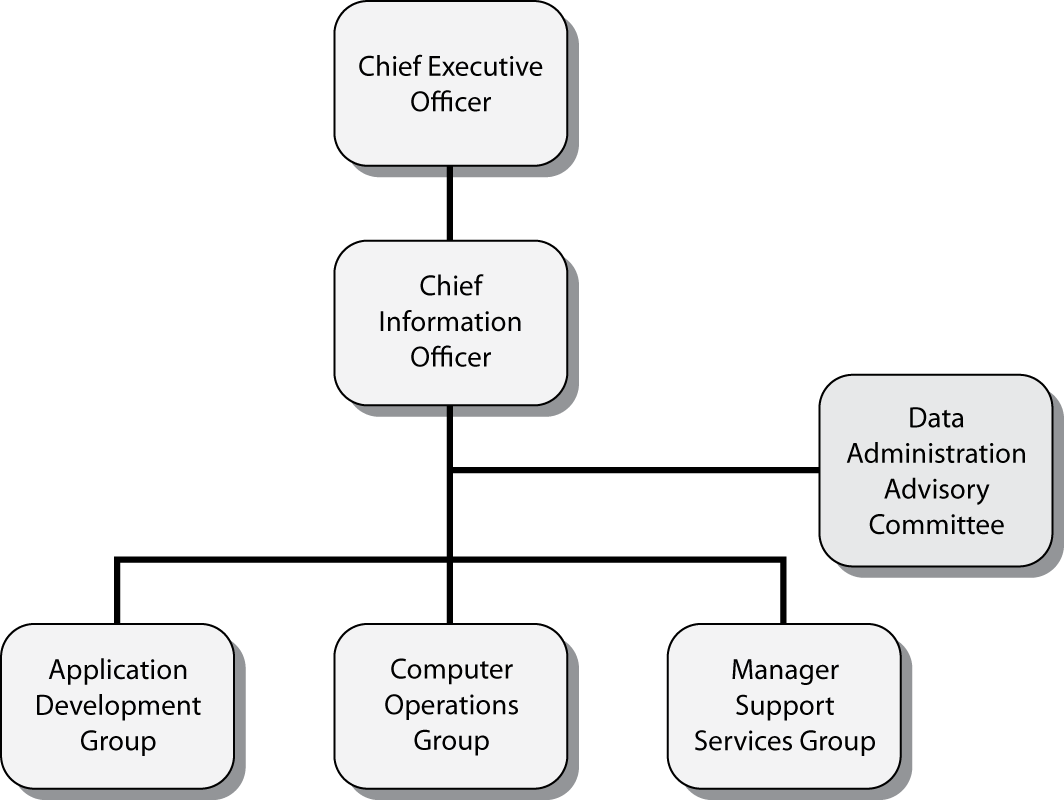 Chief Executive
Officer
Chief
Information
Officer
Data
Administration
Advisory
Committee
Application
Development
Group
Computer
Operations
Group
Manager
Support
Services Group